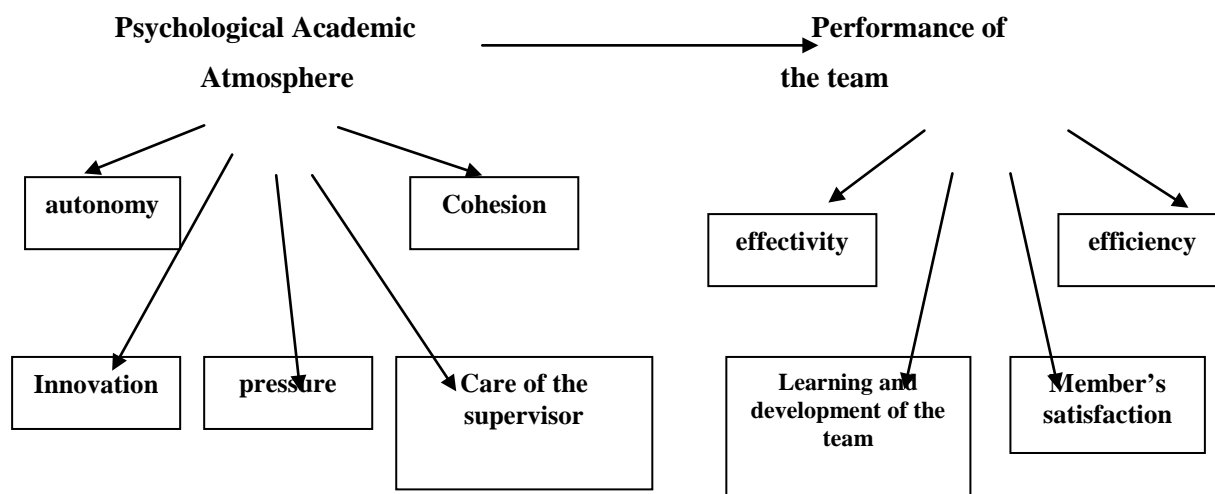 Psychological Academic
Atmosphere
Performance of
the team
autonomy
Cohesion
effectivity
efficiency
Innovation
pressure
Care of the
supervisor
Learning and
development of the
team
Member's
satisfaction